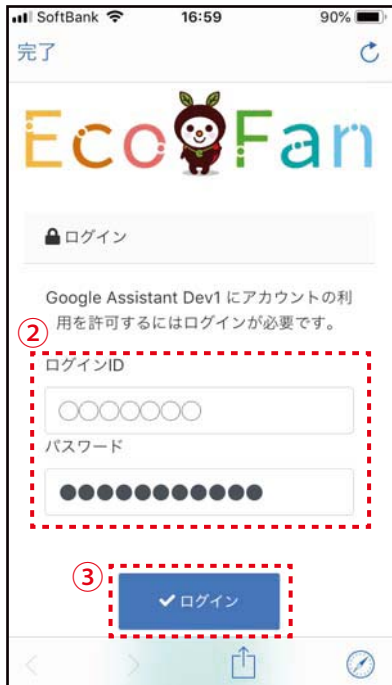 SoftBank 16:59 90%
完了
EcoFan
ログイン
Google Assistant Dev1 にアカウントの利
用を許可するにはログインが必要です。
②
ログインID
○○○○○○○
パスワード
●●●●●●●●●●●
③
ログイン